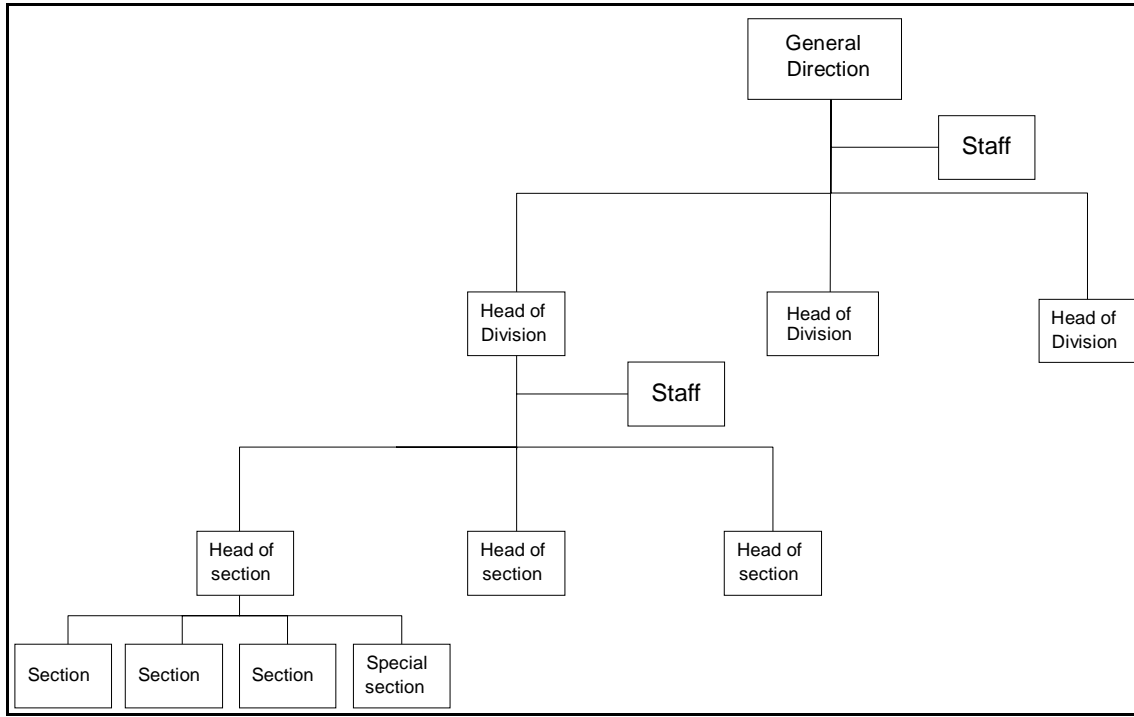 General
Direction
Staff
Head of
Division
Head of
Division
Head of
Division
Staff
Head of
section
Head of
section
Head of
section
Section
Section
Section
Special
section